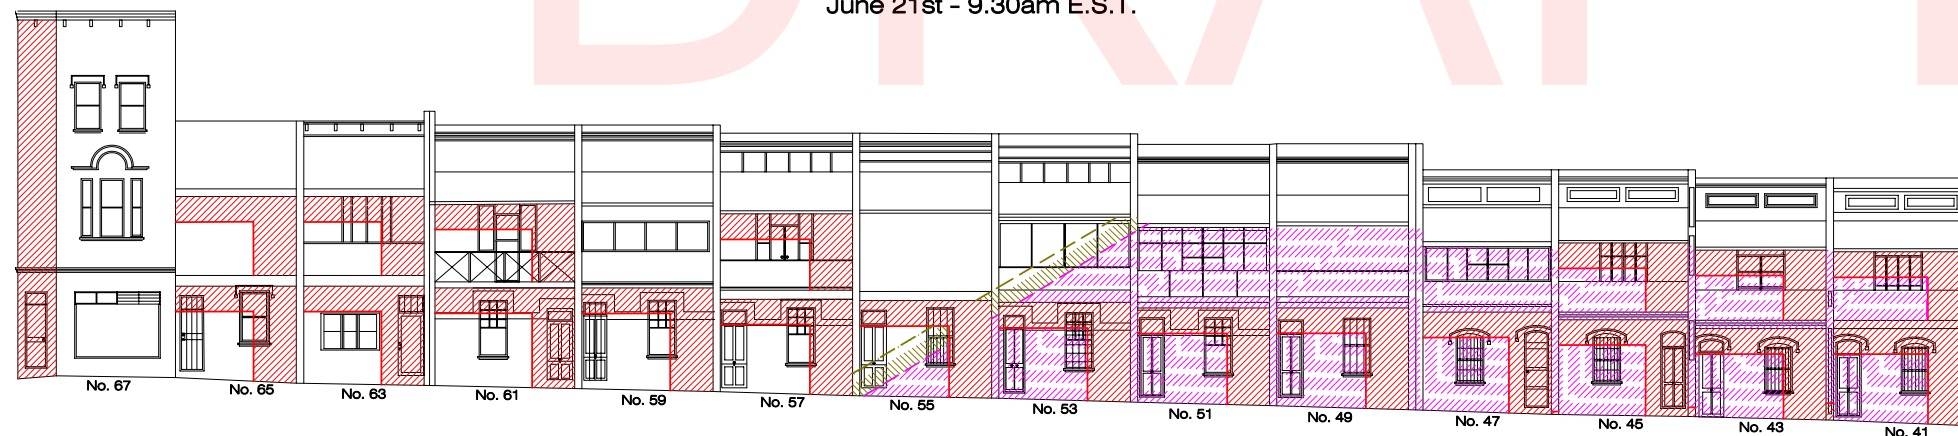 June 21st - 9.30am E.S.T.
DRAFT
No. 67
No. 65
No. 63
No. 61
No. 59
No. 57
No. 55
No. 53
No. 51
No. 49
No. 47
No. 45
No. 43
No. 41